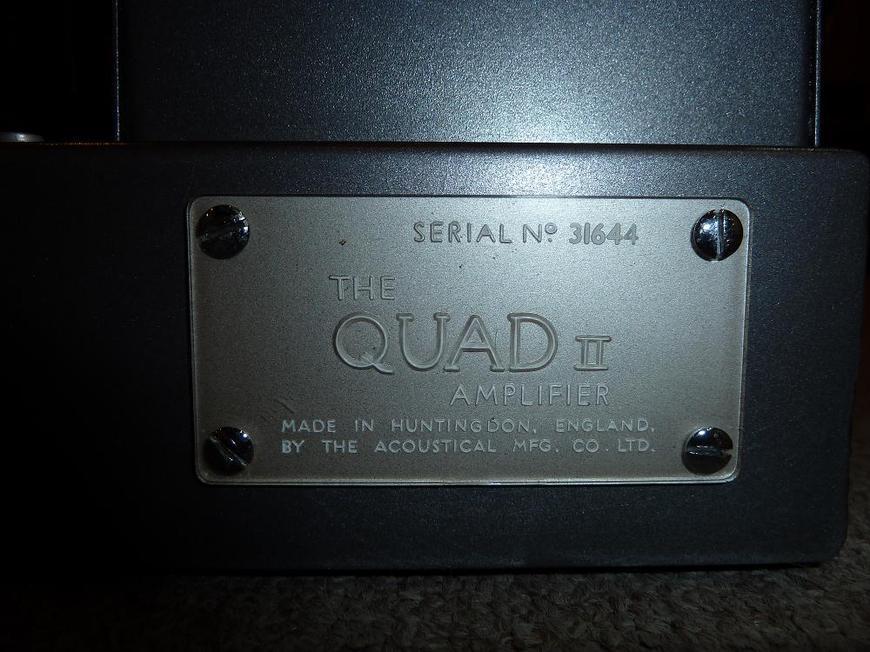 SERIAL Nº 31644
THE
QUAD II
AMPLIFIER
MADE IN HUNTINGDON, ENGLAND,
BY THE ACOUSTICAL MFG. CO. LTD.